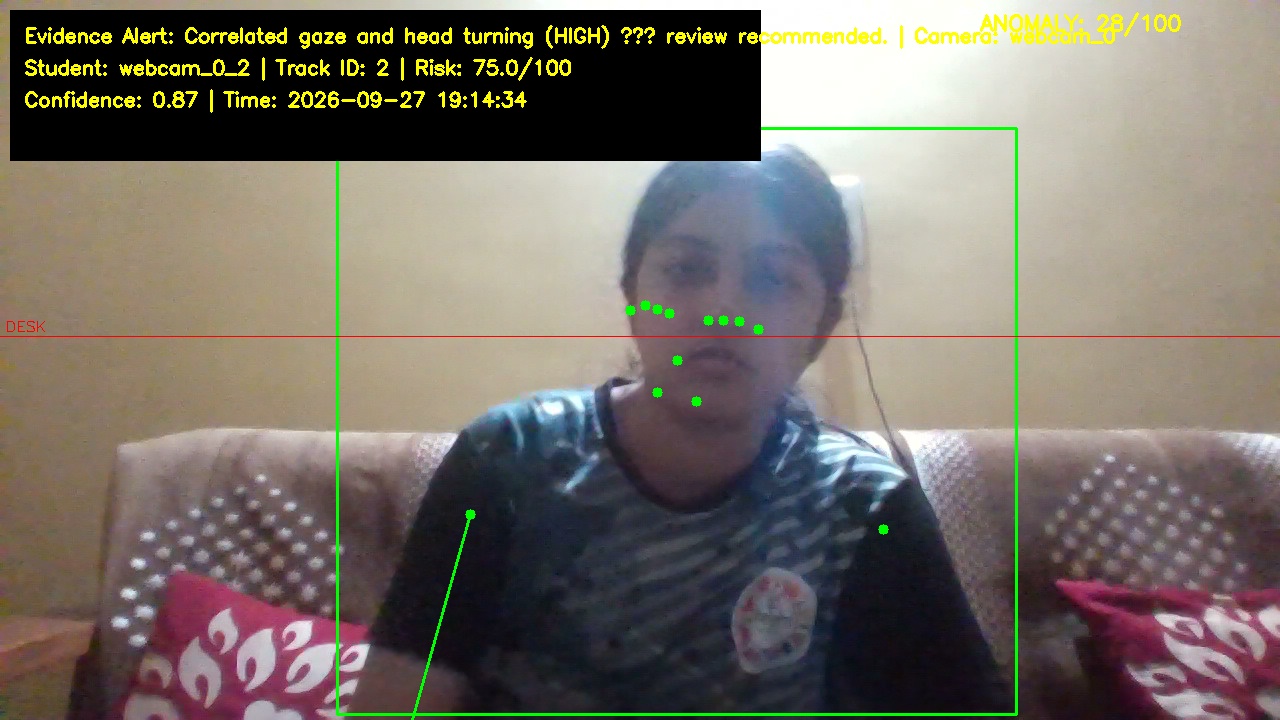 Evidence Alert: Correlated gaze and head turning (HIGH) ??? review recommended. | Camera: webcam_0
ANOMALY: 28/100
Student: webcam_0_2 | Track ID: 2 | Risk: 75.0/100
Confidence: 0.87 | Time: 2026-09-27 19:14:34
DESK